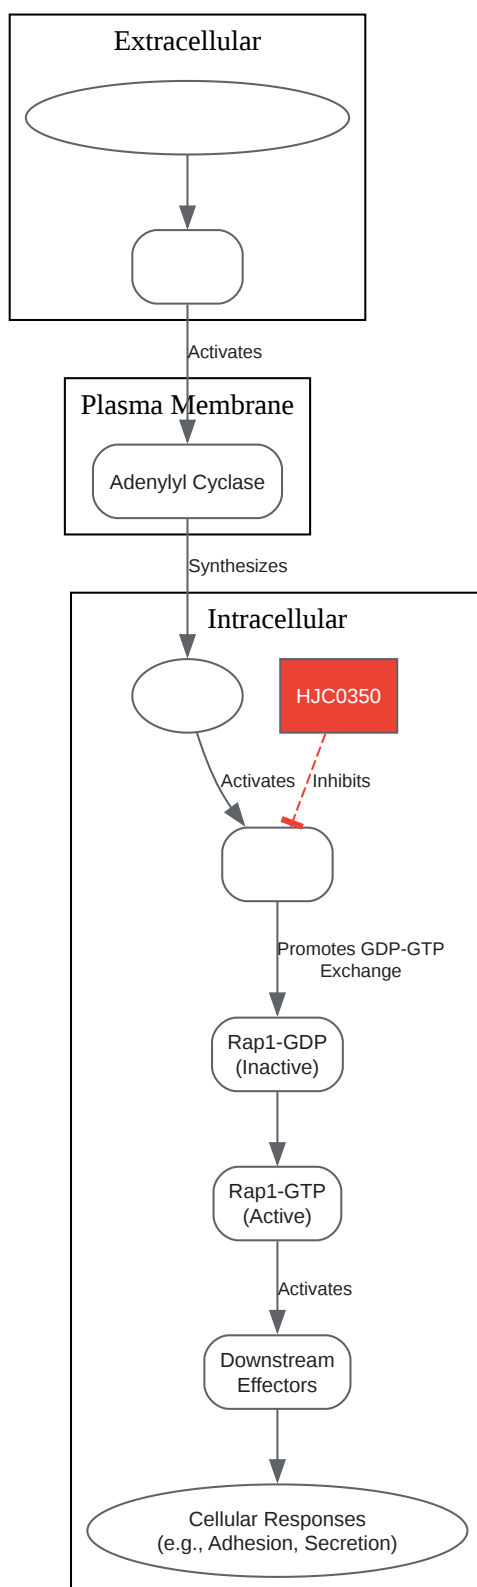 Extracellular
Activates
Plasma Membrane
Adenylyl Cyclase
Synthesizes
Intracellular
HJC0350
Activates
Inhibits
Promotes GDP-GTP
Exchange
Rap1-GDP
(Inactive)
Rap1-GTP
(Active)
Activates
Downstream
Effectors
Cellular Responses
(e.g., Adhesion, Secretion)